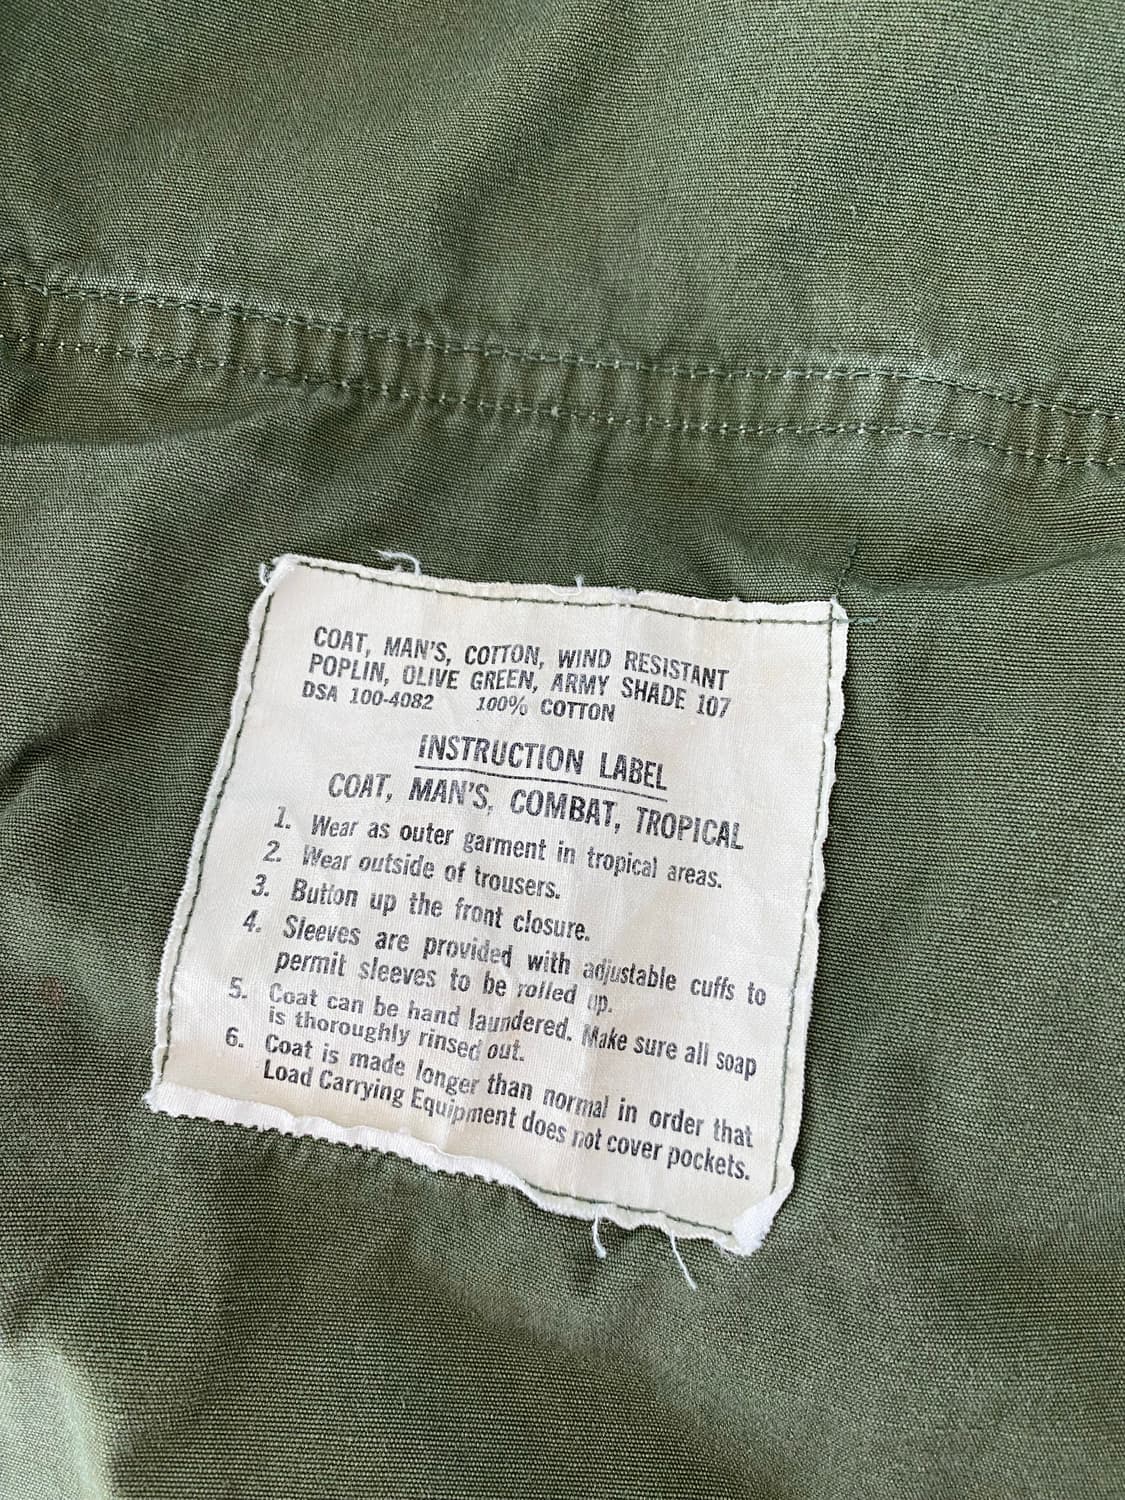 COAT, MAN'S, COTTON, WIND RESISTANT
POPLIN, OLIVE GREEN, ARMY SHADE 107
DSA 100-4082 100% COTTON
INSTRUCTION LABEL
COAT, MAN'S, COMBAT, TROPICAL
1. Wear as outer garment in tropical areas.
2. Wear outside of trousers.
3. Button up the front closure.
4. Sleeves are provided with adjustable cuffs to
permit sleeves to be rolled up.
5. Coat can be hand laundered. Make sure all soap
is thoroughly rinsed out.
6. Coat is made longer than normal in order that
Load Carrying Equipment does not cover pockets.